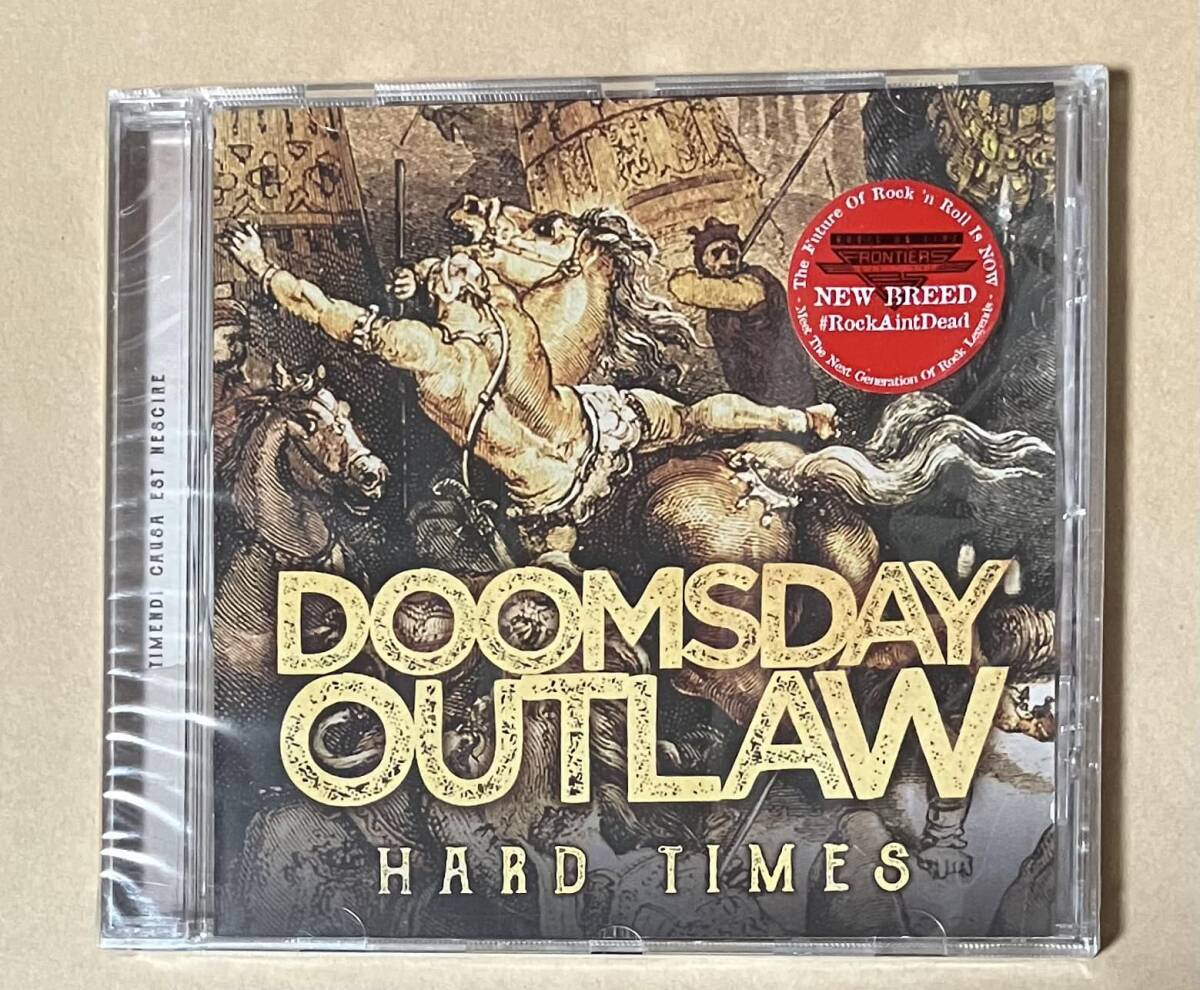 TIMENDI CAUSA EST NESCIRE
- The Future Of Rock 'n Roll Is NOW -
FRONTIERS
NEW BREED
#RockAintDead
Meet The Next Generation Of Rock Legends
DOOMSDAY
OUTLAW
HARD TIMES